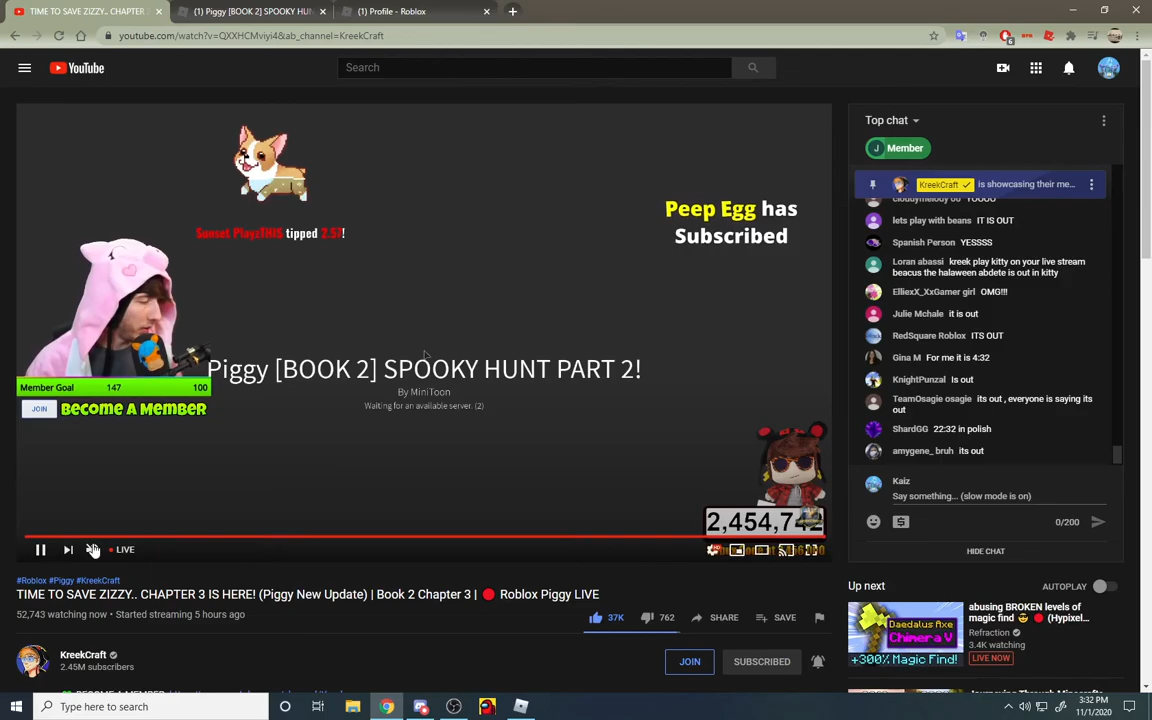 TIME TO SAVE ZIZZY.. CHAPTER
(1) Piggy [BOOK 2] SPOOKY HUN
(1) Profile - Roblox
youtube.com/watch?v=QXXHCMviyi4&ab_channel=KreekCraft
6
YouTube
Search
Sunset PlayzTHIS tipped 2.57!
Peep Egg has
Subscribed
Member Goal 147 100
JOIN BECOME A MEMBER
Piggy [BOOK 2] SPOOKY HUNT PART 2!
By MiniToon
Waiting for an available server. (2)
2,454,742
LIVE
Top chat
J Member
KreekCraft is showcasing their me...
YOOOO
lets play with beans IT IS OUT
Spanish Person YESSSS
Loran abassi kreek play kitty on your live stream
beacus the halaween abdete is out in kitty
ElliexX_XxGamer girl OMG!!!
Julie Mchale it is out
RedSquare Roblox ITS OUT
Gina M For me it is 4:32
KnightPunzal Is out
TeamOsagie osagie its out , everyone is saying its
out
ShardGG 22:32 in polish
amygene_ bruh its out
Kaiz
Say something... (slow mode is on)
0/200
HIDE CHAT
#Roblox #Piggy #KreekCraft
TIME TO SAVE ZIZZY.. CHAPTER 3 IS HERE! (Piggy New Update) | Book 2 Chapter 3 | 🔴 Roblox Piggy LIVE
52,743 watching now • Started streaming 5 hours ago
37K 762 SHARE SAVE
KreekCraft
2.45M subscribers
JOIN SUBSCRIBED
Up next AUTOPLAY
Daedalus Axe
Chimera V
+300% Magic Find!
abusing BROKEN levels of
magic find 😎 🔴 (Hypixel...
Refraction
3.4K watching
LIVE NOW
Type here to search
3:32 PM
11/1/2020